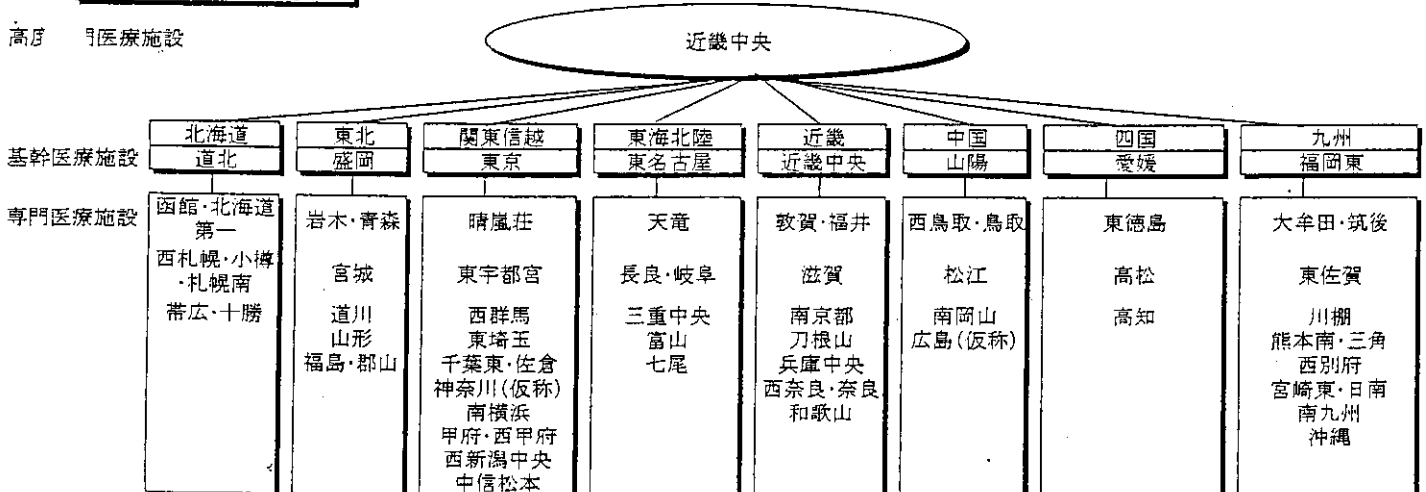 高度 門医療施設
近畿中央
基幹医療施設
北海道
道北
東北
盛岡
関東信越
東京
東海北陸
東名古屋
近畿
近畿中央
中国
山陽
四国
愛媛
九州
福岡東
専門医療施設
函館・北海道
第一
西札幌・小樽
・札幌南
帯広・十勝
岩木・青森
宮城
道川
山形
福島・郡山
晴嵐荘
東宇都宮
西群馬
東埼玉
千葉東・佐倉
神奈川(仮称)
南横浜
甲府・西甲府
西新潟中央
中信松本
天竜
長良・岐阜
三重中央
富山
七尾
敦賀・福井
滋賀
南京都
刀根山
兵庫中央
西奈良・奈良
和歌山
西鳥取・鳥取
松江
南岡山
広島(仮称)
東徳島
高松
高知
大牟田・筑後
東佐賀
川棚
熊本南・三角
西別府
宮崎東・日南
南九州
沖縄